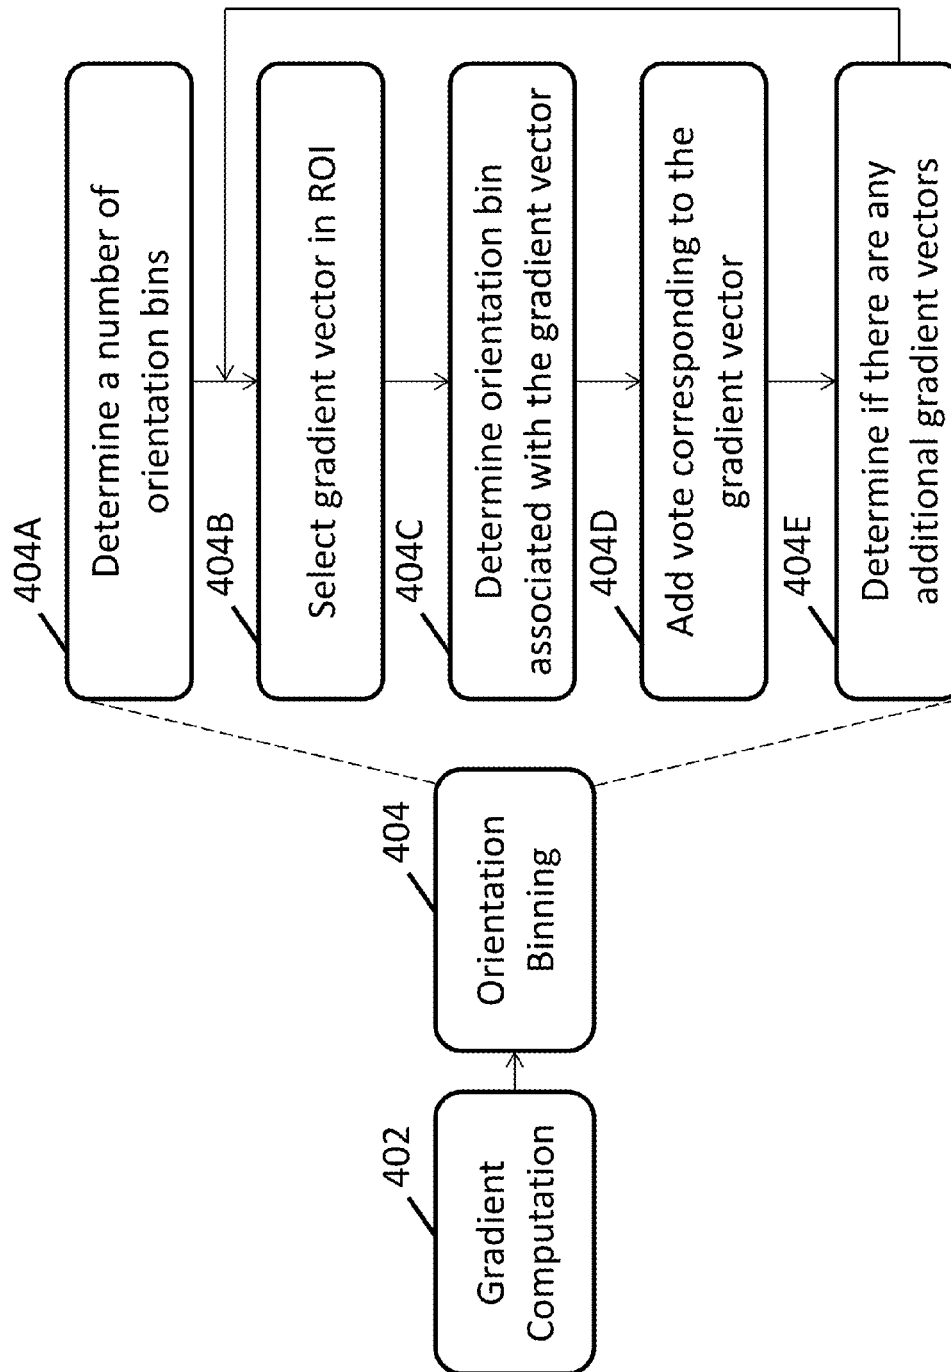 402
Gradient
Computation
404
Orientation
Binning
404A
Determine a number of
orientation bins
404B
Select gradient vector in ROI
404C
Determine orientation bin
associated with the gradient vector
404D
Add vote corresponding to the
gradient vector
404E
Determine if there are any
additional gradient vectors